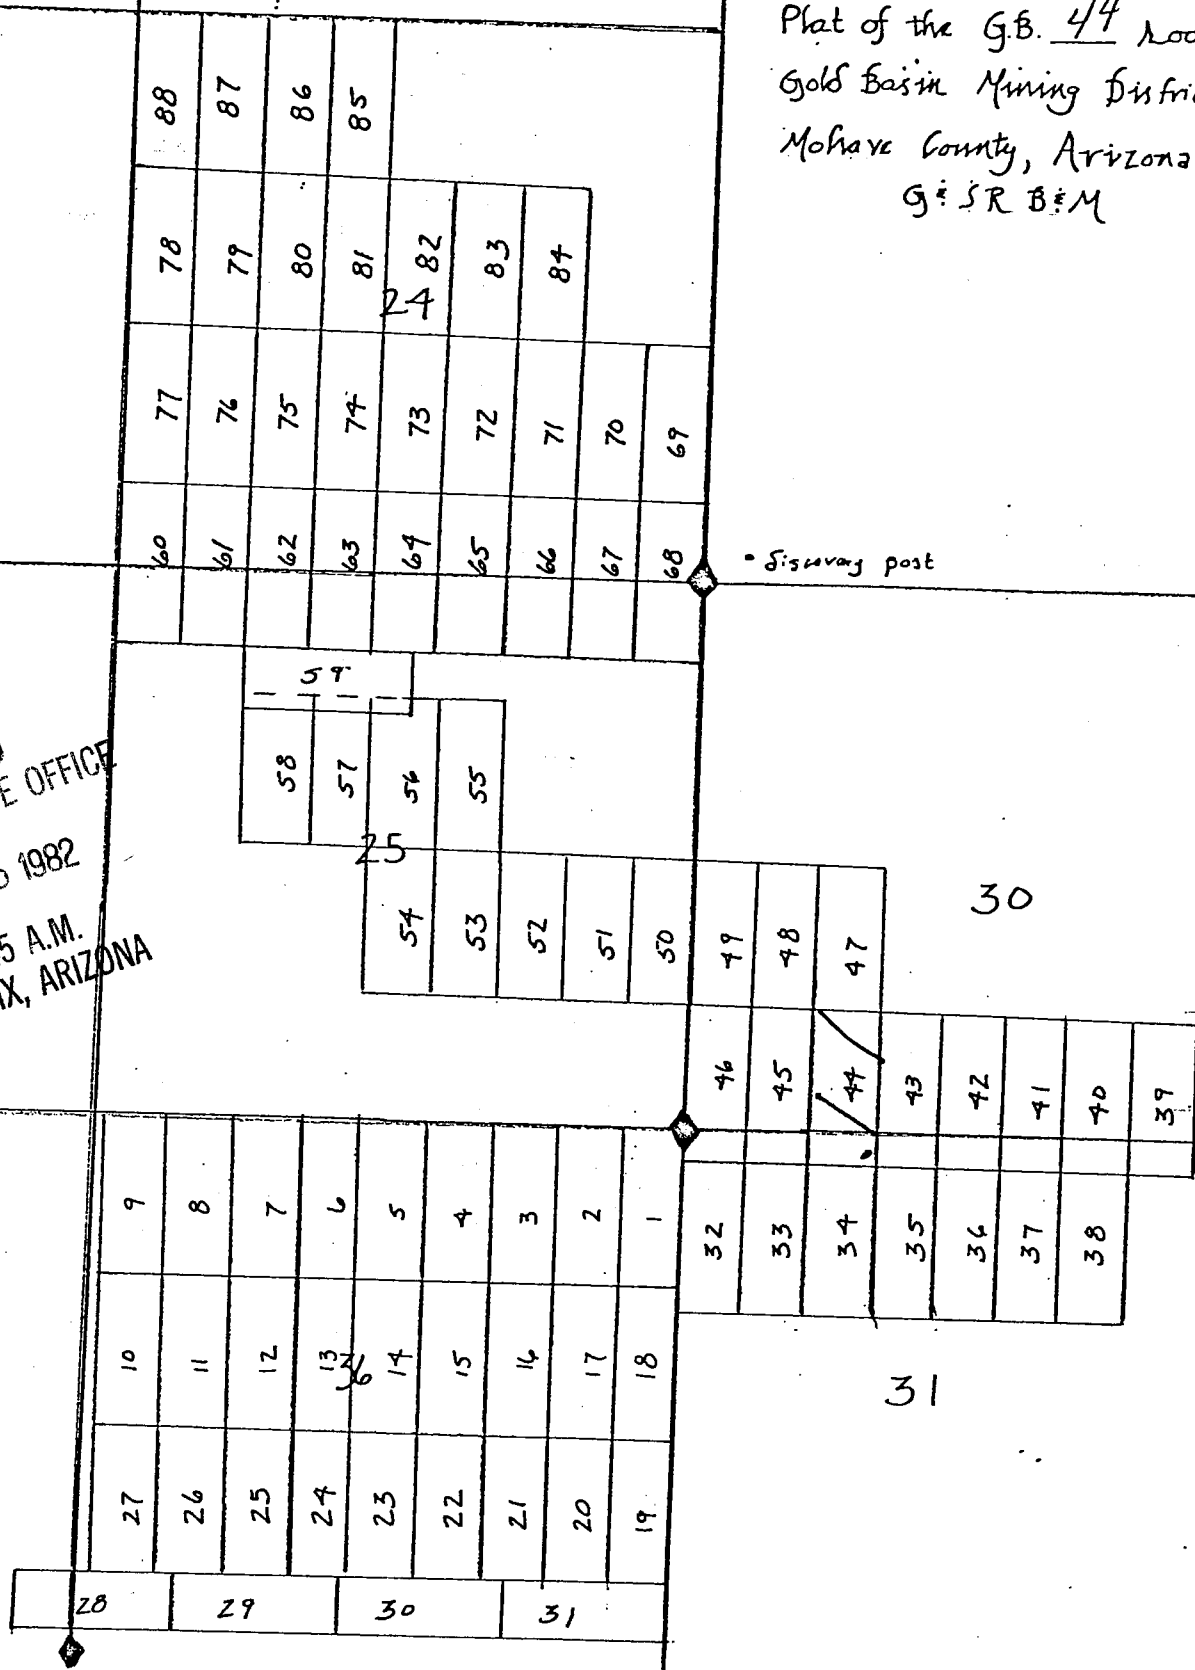 Plat of the G.B. 44
Gold Basin Mining
Mohave County, Arizona
G & S R B & M
88 87 86 85
78 79 80 81 82 83 84
24
77 76 75 74 73 72 71 70 69
60 61 62 63 64 65 66 67 68
• discovery post
59
58 57 56 55
E OFFICE
25
1982
54 53 52 51 50 49 48 47
30
5 A.M.
IX, ARIZONA
46 45 44 43 42 41 40 39
9 8 7 6 5 4 3 2 1
32 33 34 35 36 37 38
10 11 12 13 14 15 16 17 18
36
31
27 26 25 24 23 22 21 20 19
28 29 30 31